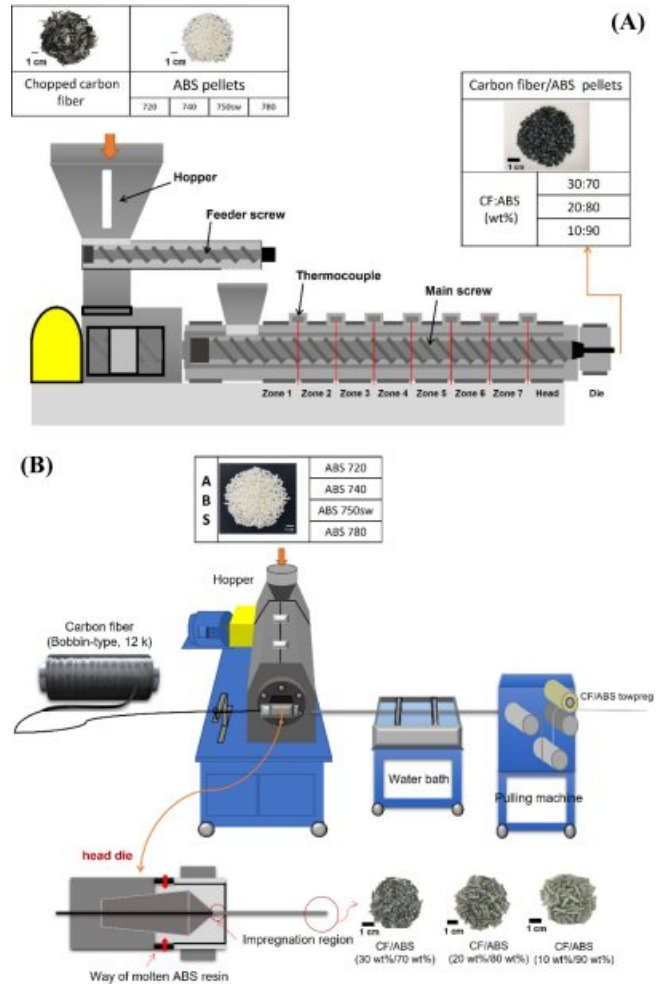 (A)
1 cm
1 cm
Chopped carbon
fiber
ABS pellets
720 740 750sw 780
Carbon fiber/ABS pellets
1 cm
CF:ABS
(wt%)
30:70
20:80
10:90
Hopper
Feeder screw
Thermocouple
Main screw
Zone 1 Zone 2 Zone 3 Zone 4 Zone 5 Zone 6 Zone 7 Head Die
(B)
A
B
S
ABS 720
ABS 740
ABS 750sw
ABS 780
Hopper
Carbon fiber
(Bobbin-type, 12 k)
CF/ABS towpreg
Water bath
Pulling machine
head die
Impregnation region
Way of molten ABS resin
1 cm
1 cm
1 cm
CF/ABS
(30 wt%/70 wt%)
CF/ABS
(20 wt%/80 wt%)
CF/ABS
(10 wt%/90 wt%)